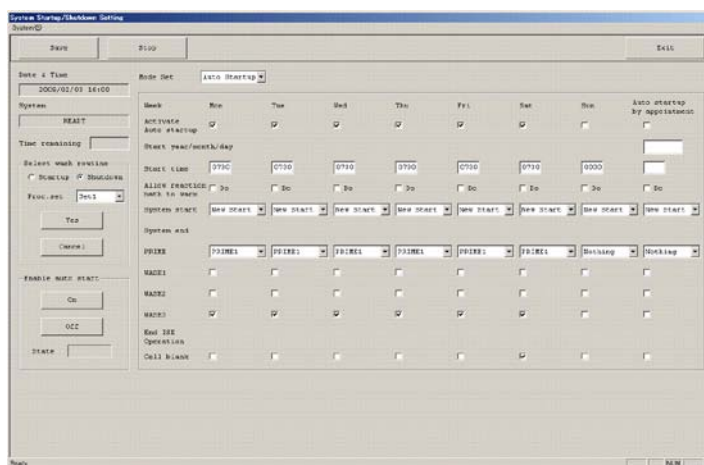 System Startup/Shutdown Setting
System(S)
Save Stop Exit
Date & Time
2006/02/03 16:00
System
READY
Time remaining
Select wash routine
Startup Shutdown
Proc.set Set1
Yes
Cancel
Enable auto start
On
Off
State
Mode Set Auto Startup
Week Mon Tue Wed Thu Fri Sat Sun Auto startup by appointment
Activate Auto startup
Start year/month/day
Start time 0730 0730 0730 0730 0730 0730 0000
Allow reaction bath to warm Do Do Do Do Do Do Do Do
System start New Start New Start New Start New Start New Start New Start New Start New Start
System end
PRIME PRIME1 PRIME1 PRIME1 PRIME1 PRIME1 PRIME1 Nothing Nothing
WASH1
WASH2
WASH3
End ISE Operation
Cell blank
Ready NUM